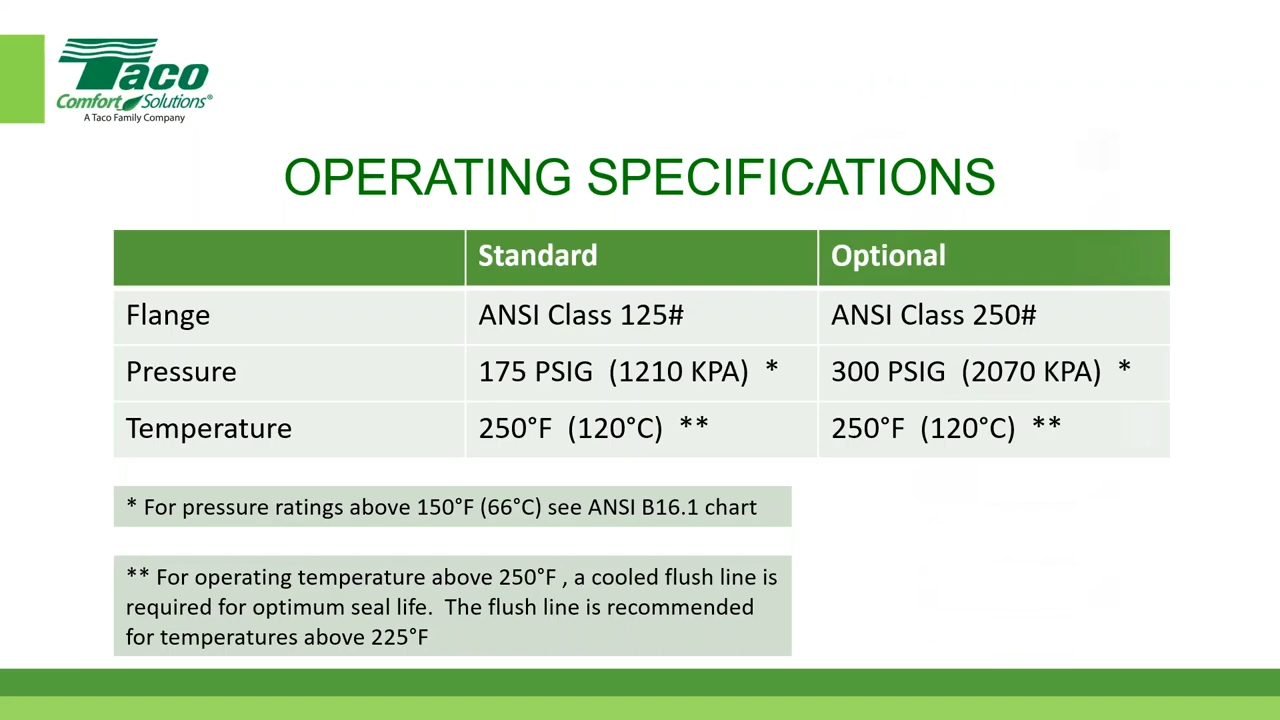 Taco
Comfort Solutions®
A Taco Family Company
OPERATING SPECIFICATIONS
Standard Optional
Flange ANSI Class 125# ANSI Class 250#
Pressure 175 PSIG (1210 KPA) * 300 PSIG (2070 KPA) *
Temperature 250°F (120°C) ** 250°F (120°C) **
* For pressure ratings above 150°F (66°C) see ANSI B16.1 chart
** For operating temperature above 250°F , a cooled flush line is
required for optimum seal life. The flush line is recommended
for temperatures above 225°F